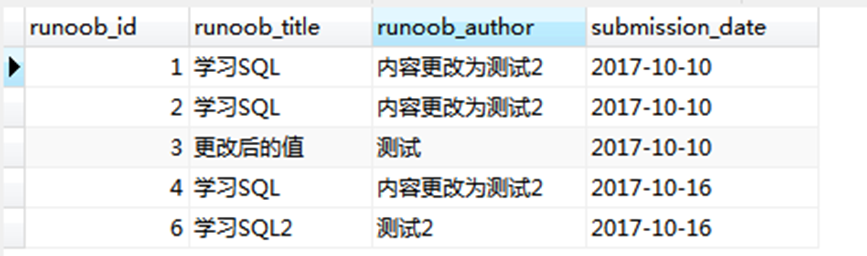 runoob_id runoob_title runoob_author submission_date
1 学习SQL 内容更改为测试2 2017-10-10
2 学习SQL 内容更改为测试2 2017-10-10
3 更改后的值 测试 2017-10-10
4 学习SQL 内容更改为测试2 2017-10-16
6 学习SQL2 测试2 2017-10-16